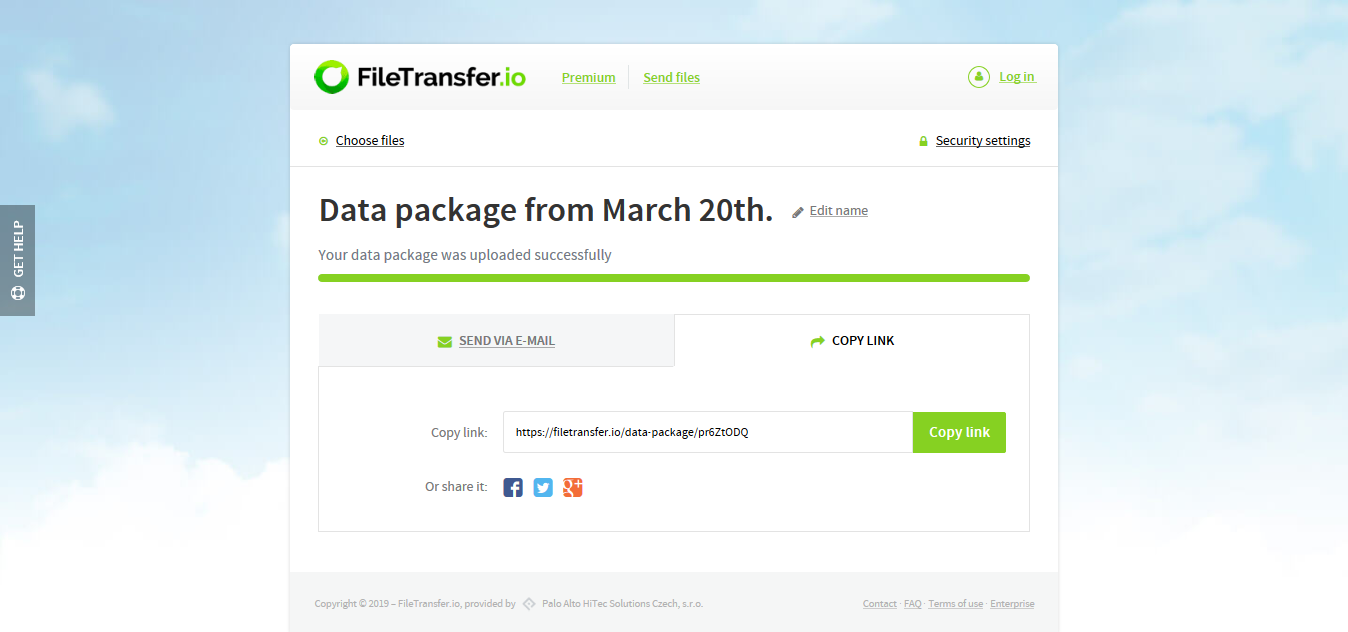 FileTransfer.io
Premium
Send files
Log in
Choose files
Security settings
Data package from March 20th.
Edit name
Your data package was uploaded successfully
GET HELP
SEND VIA E-MAIL
COPY LINK
Copy link:
https://filetransfer.io/data-package/pr6ZtODQ
Copy link
Or share it:
Copyright © 2019 – FileTransfer.io, provided by Palo Alto HiTec Solutions Czech, s.r.o.
Contact · FAQ · Terms of use · Enterprise